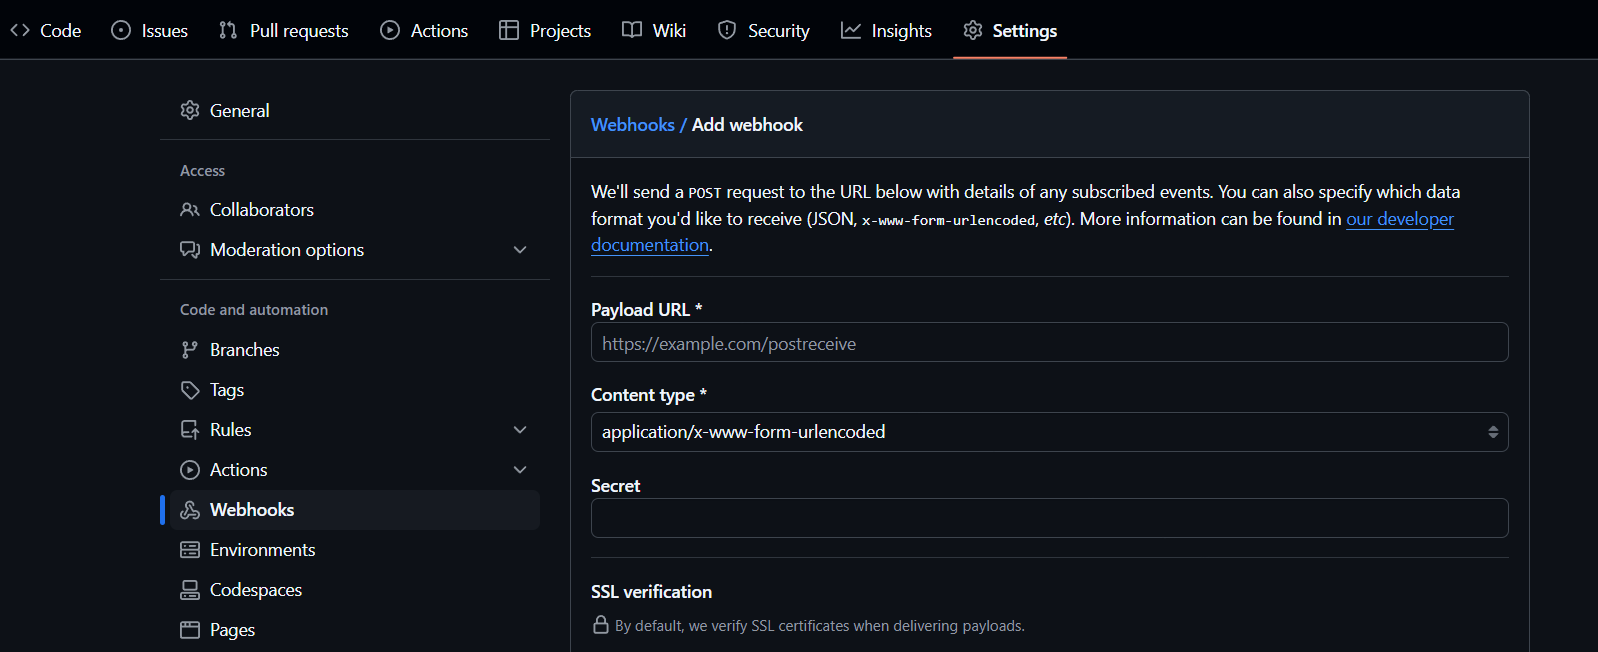 Code Issues Pull requests Actions Projects Wiki Security Insights Settings
General
Access
Collaborators
Moderation options
Code and automation
Branches
Tags
Rules
Actions
Webhooks
Environments
Codespaces
Pages
Webhooks / Add webhook
We'll send a POST request to the URL below with details of any subscribed events. You can also specify which data
format you'd like to receive (JSON, x-www-form-urlencoded, etc). More information can be found in our developer
documentation.
Payload URL *
https://example.com/postreceive
Content type *
application/x-www-form-urlencoded
Secret
SSL verification
By default, we verify SSL certificates when delivering payloads.